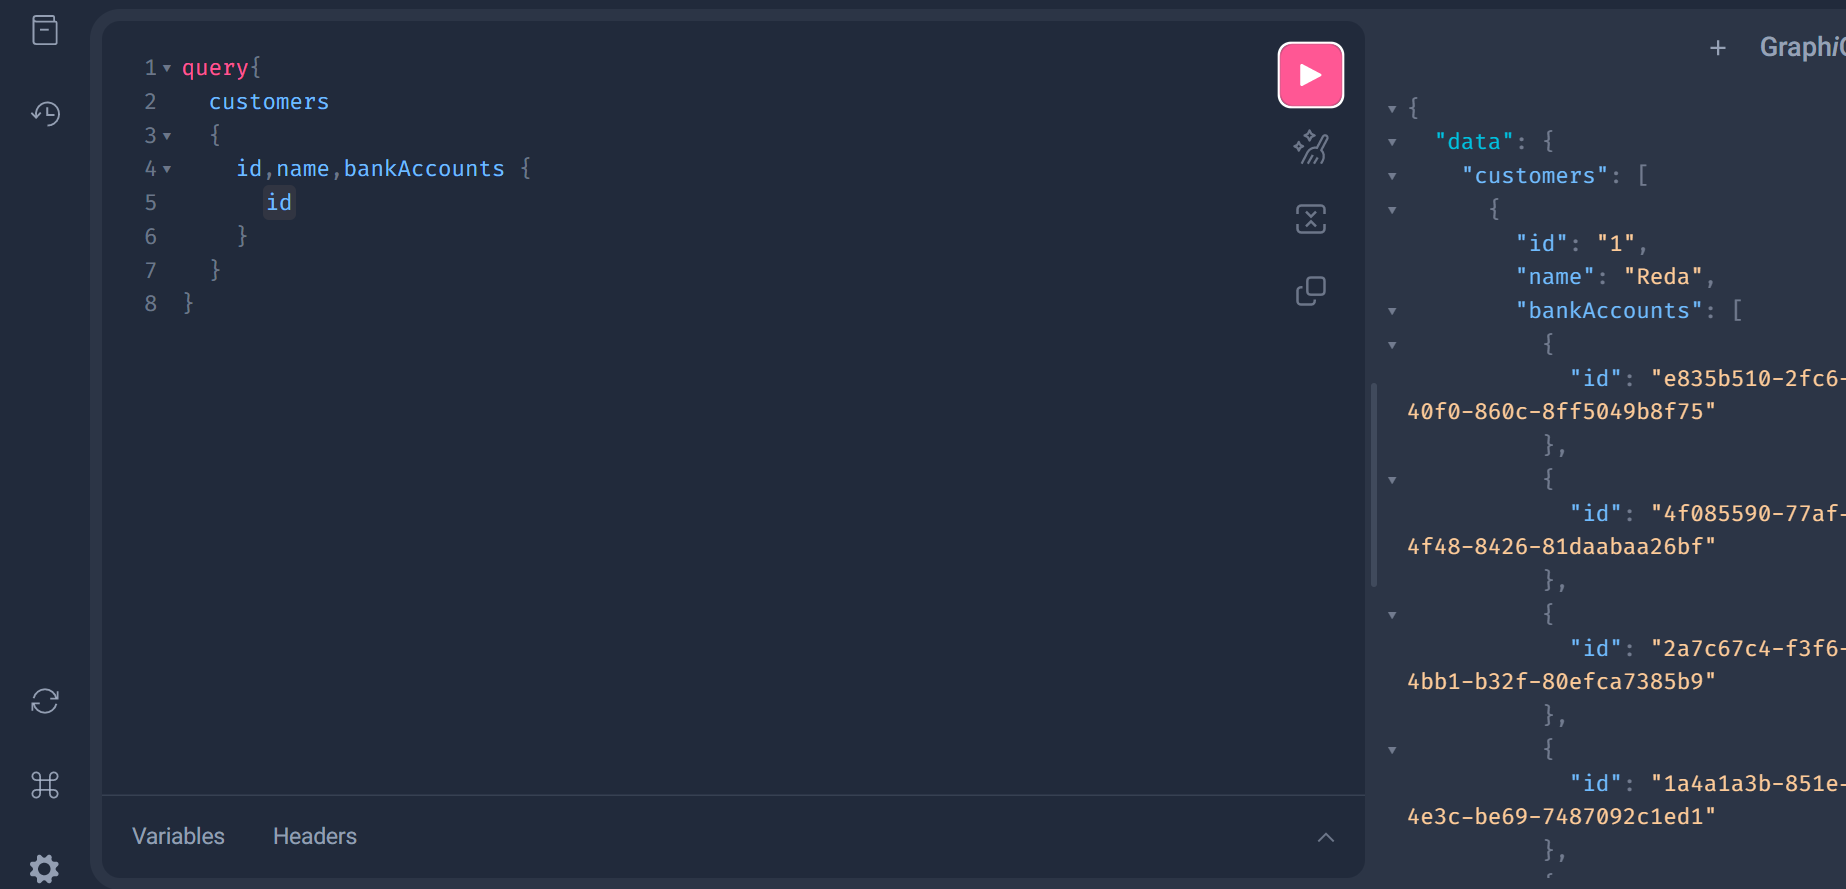 1 query{
2 customers
3 {
4 id,name,bankAccounts {
5 id
6 }
7 }
8 }
Variables Headers
+ Graphi
{
"data": {
"customers": [
{
"id": "1",
"name": "Reda",
"bankAccounts": [
{
"id": "e835b510-2fc6-
40f0-860c-8ff5049b8f75"
},
{
"id": "4f085590-77af-
4f48-8426-81daabaa26bf"
},
{
"id": "2a7c67c4-f3f6-
4bb1-b32f-80efca7385b9"
},
{
"id": "1a4a1a3b-851e-
4e3c-be69-7487092c1ed1"
},